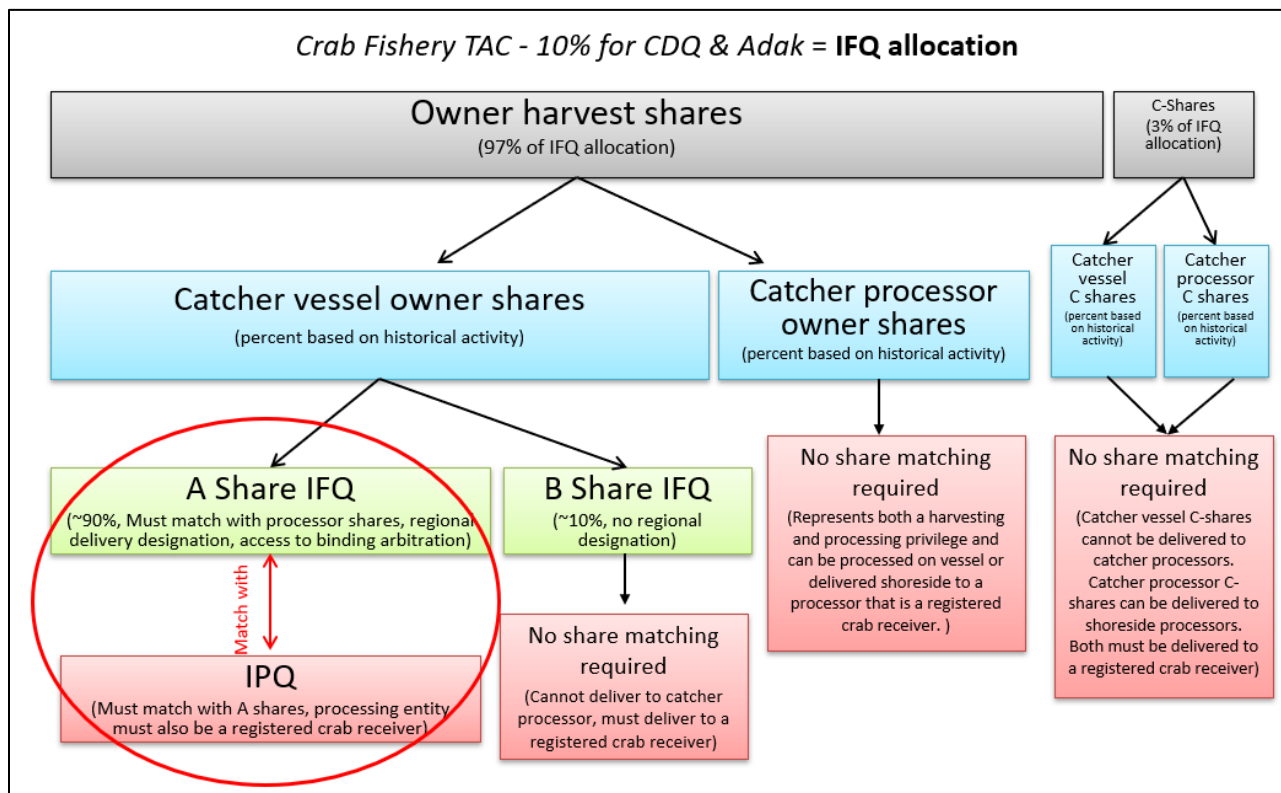 Crab Fishery TAC - 10% for CDQ & Adak = IFQ allocation
Owner harvest shares
(97% of IFQ allocation)
C-Shares
(3% of IFQ
allocation)
Catcher vessel owner shares
(percent based on historical activity)
Catcher processor
owner shares
(percent based on historical activity)
Catcher
vessel
C shares
(percent based
on historical
activity)
Catcher
processor
C shares
(percent based
on historical
activity)
A Share IFQ
(~90%, Must match with processor shares, regional
delivery designation, access to binding arbitration)
B Share IFQ
(~10%, no regional
designation)
No share matching
required
(Represents both a harvesting
and processing privilege and
can be processed on vessel or
delivered shoreside to a
processor that is a registered
crab receiver. )
No share matching
required
(Catcher vessel C-shares
cannot be delivered to
catcher processors.
Catcher processor C-
shares can be delivered to
shoreside processors.
Both must be delivered to
a registered crab receiver)
Match with
IPQ
(Must match with A shares, processing entity
must also be a registered crab receiver)
No share matching
required
(Cannot deliver to catcher
processor, must deliver to a
registered crab receiver)